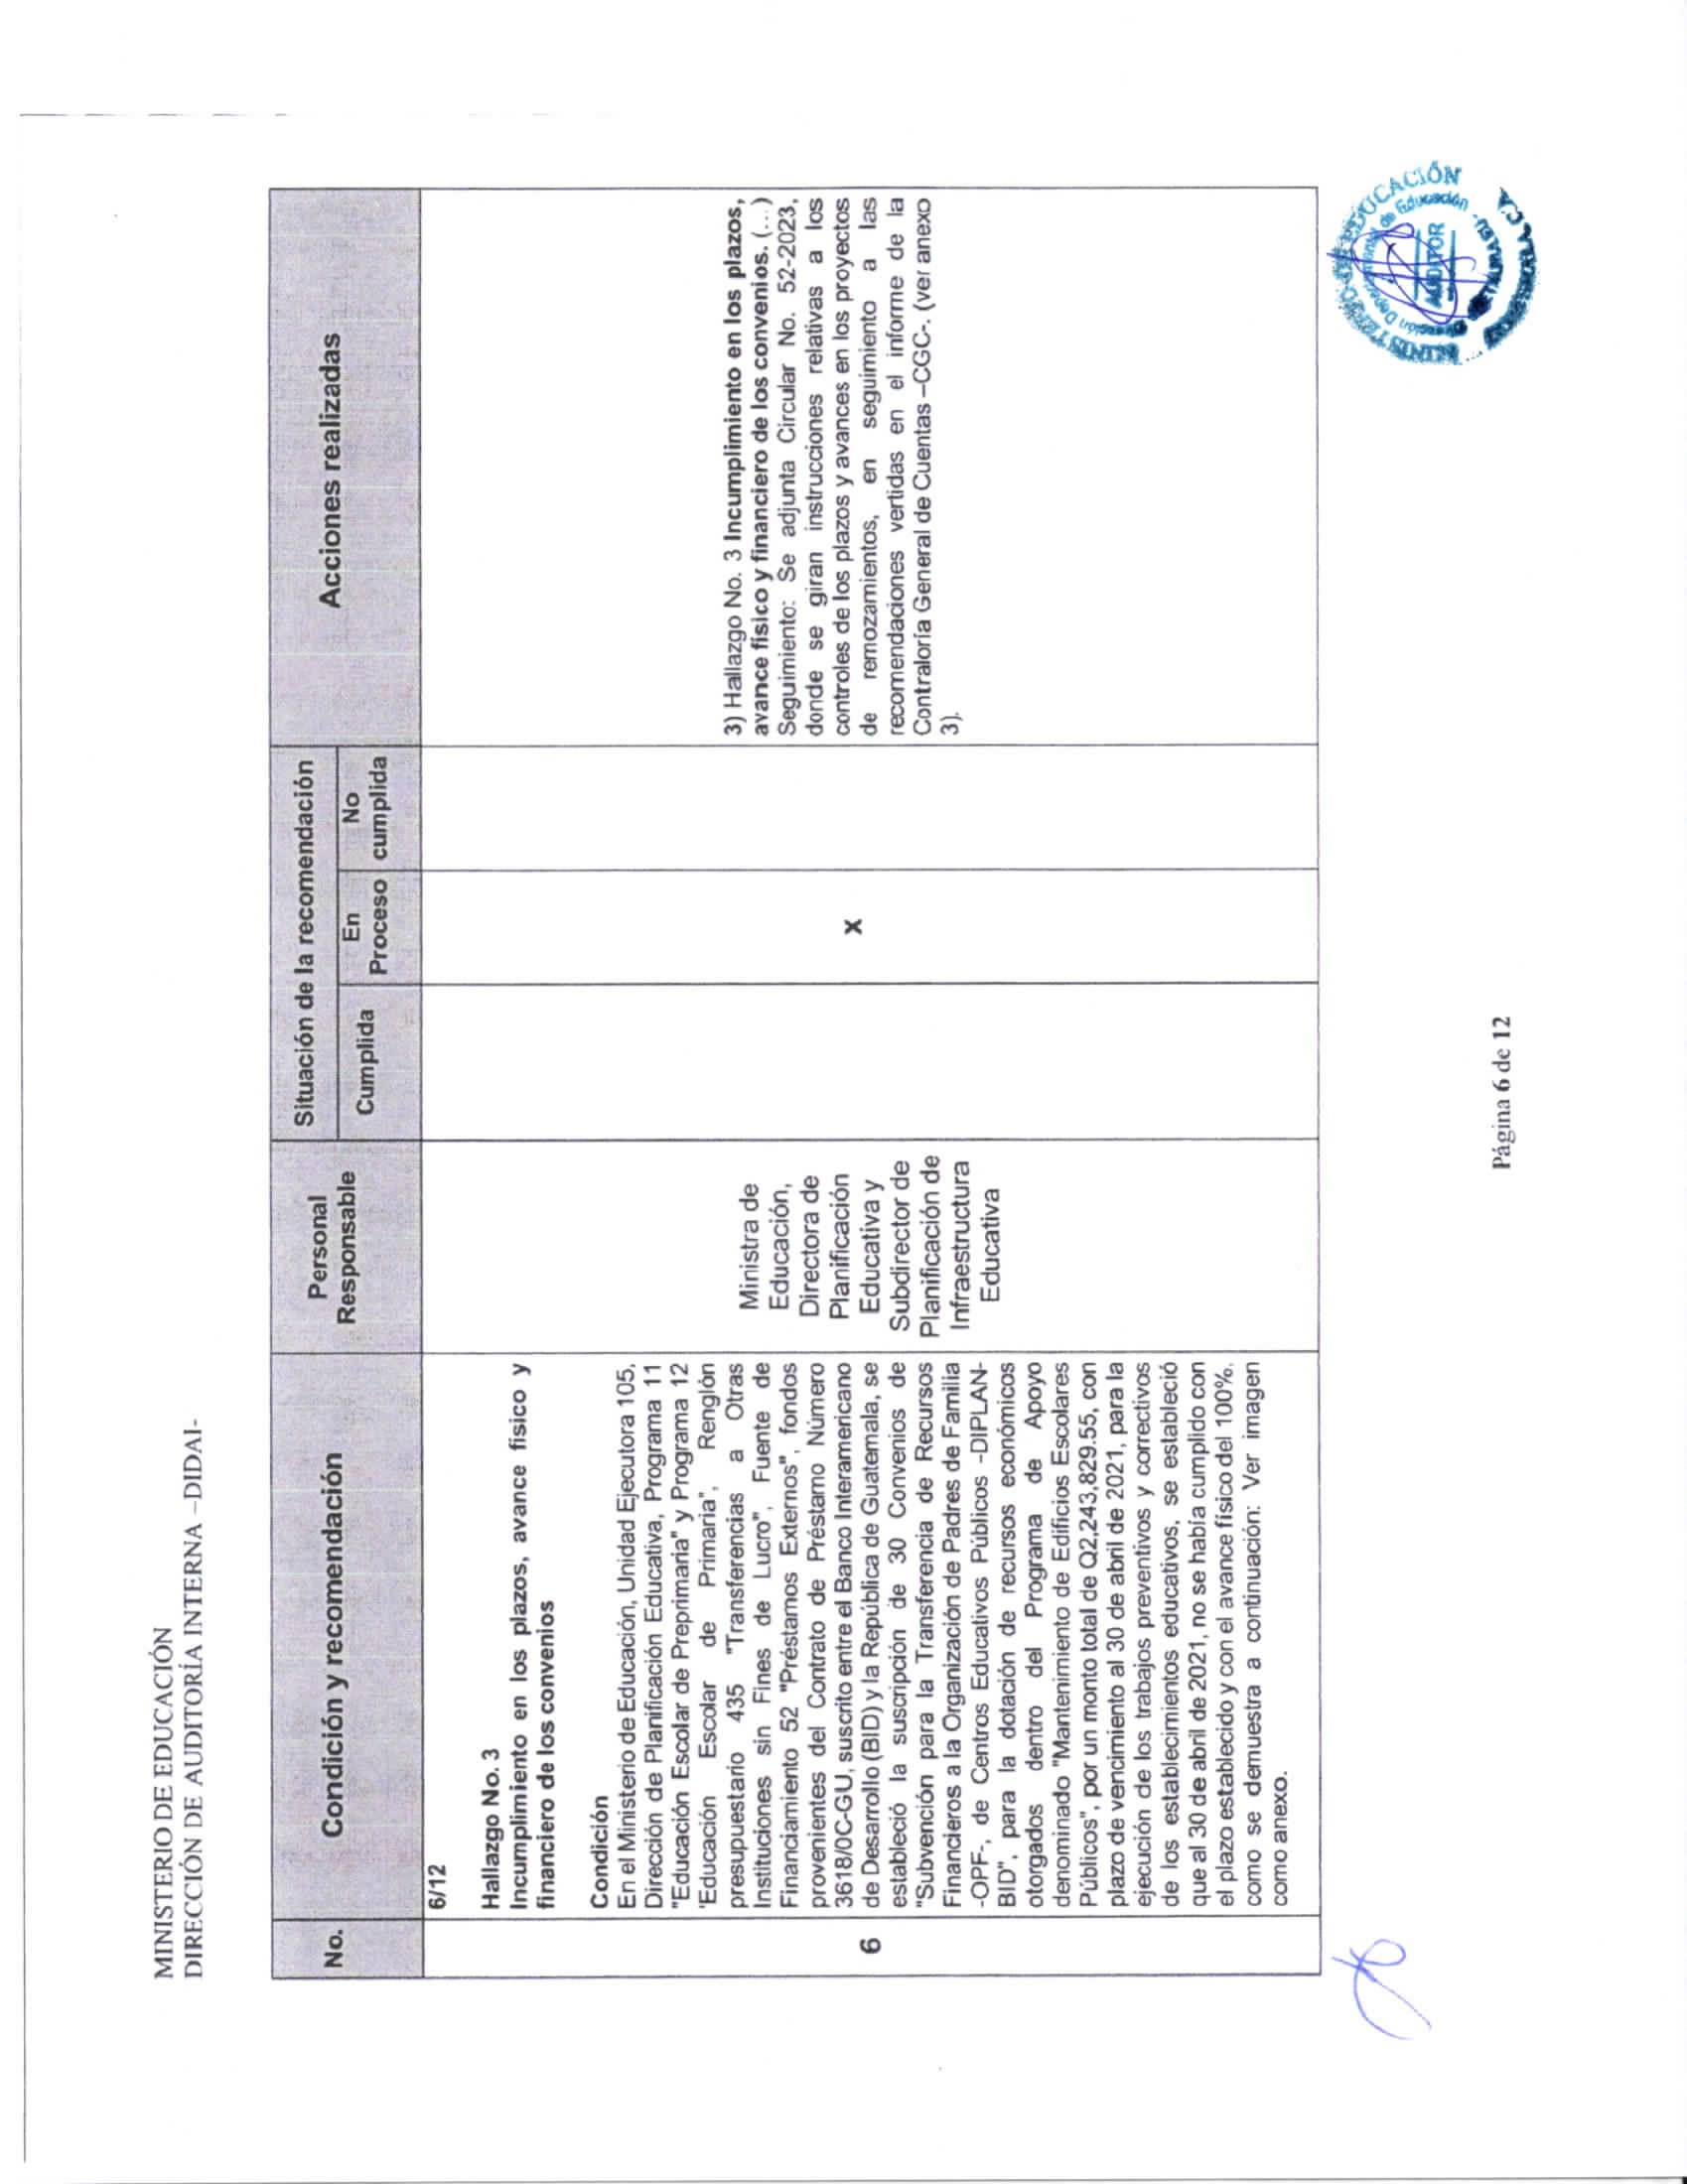 MINISTERIO DE EDUCACIÓN
DIRECCIÓN DE AUDITORÍA INTERNA –DIDAI-
No.
Condición y recomendación
Personal
Responsable
Situación de la recomendación
Cumplida
En
Proceso
No
cumplida
Acciones realizadas
6
6/12
Hallazgo No. 3
Incumplimiento en los plazos, avance físico y
financiero de los convenios
Condición
En el Ministerio de Educación, Unidad Ejecutora 105,
Dirección de Planificación Educativa, Programa 11
"Educación Escolar de Preprimaria" y Programa 12
'Educación Escolar de Primaria", Renglón
presupuestario 435 "Transferencias a Otras
Instituciones sin Fines de Lucro", Fuente de
Financiamiento 52 "Préstamos Externos", fondos
provenientes del Contrato de Préstamo Número
3618/0C-GU, suscrito entre el Banco Interamericano
de Desarrollo (BID) y la República de Guatemala, se
estableció la suscripción de 30 Convenios de
"Subvención para la Transferencia de Recursos
Financieros a la Organización de Padres de Familia
-OPF-, de Centros Educativos Públicos -DIPLAN-
BID", para la dotación de recursos económicos
otorgados dentro del Programa de Apoyo
denominado "Mantenimiento de Edificios Escolares
Públicos", por un monto total de Q2,243,829.55, con
plazo de vencimiento al 30 de abril de 2021, para la
ejecución de los trabajos preventivos y correctivos
de los establecimientos educativos, se estableció
que al 30 de abril de 2021, no se había cumplido con
el plazo establecido y con el avance físico del 100%,
como se demuestra a continuación: Ver imagen
como anexo.
Ministra de
Educación,
Directora de
Planificación
Educativa y
Subdirector de
Planificación de
Infraestructura
Educativa
X
3) Hallazgo No. 3 Incumplimiento en los plazos,
avance físico y financiero de los convenios. (...)
Seguimiento: Se adjunta Circular No. 52-2023,
donde se giran instrucciones relativas a los
controles de los plazos y avances en los proyectos
de remozamientos, en seguimiento a las
recomendaciones vertidas en el informe de la
Contraloría General de Cuentas –CGC-. (ver anexo
3).
EDUCACIÓN
de Educación
AUDITOR
Página 6 de 12